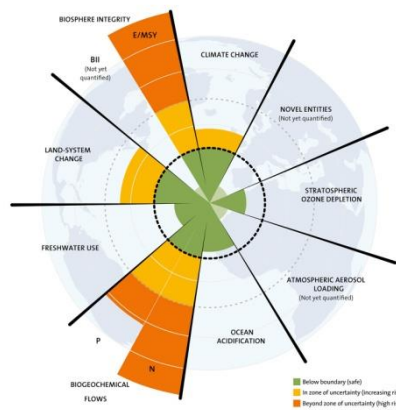 BIOSPHERE INTEGRITY
E/MSY
BII
(Not yet
quantified)
CLIMATE CHANGE
NOVEL ENTITIES
(Not yet quantified)
LAND-SYSTEM
CHANGE
STRATOSPHERIC
OZONE DEPLETION
FRESHWATER USE
ATMOSPHERIC AEROSOL
LOADING
(Not yet quantified)
P
N
OCEAN
ACIDIFICATION
BIOGEOCHEMICAL
FLOWS
Below boundary (safe)
In zone of uncertainty (increasing ri
Beyond zone of uncertainty (high ri